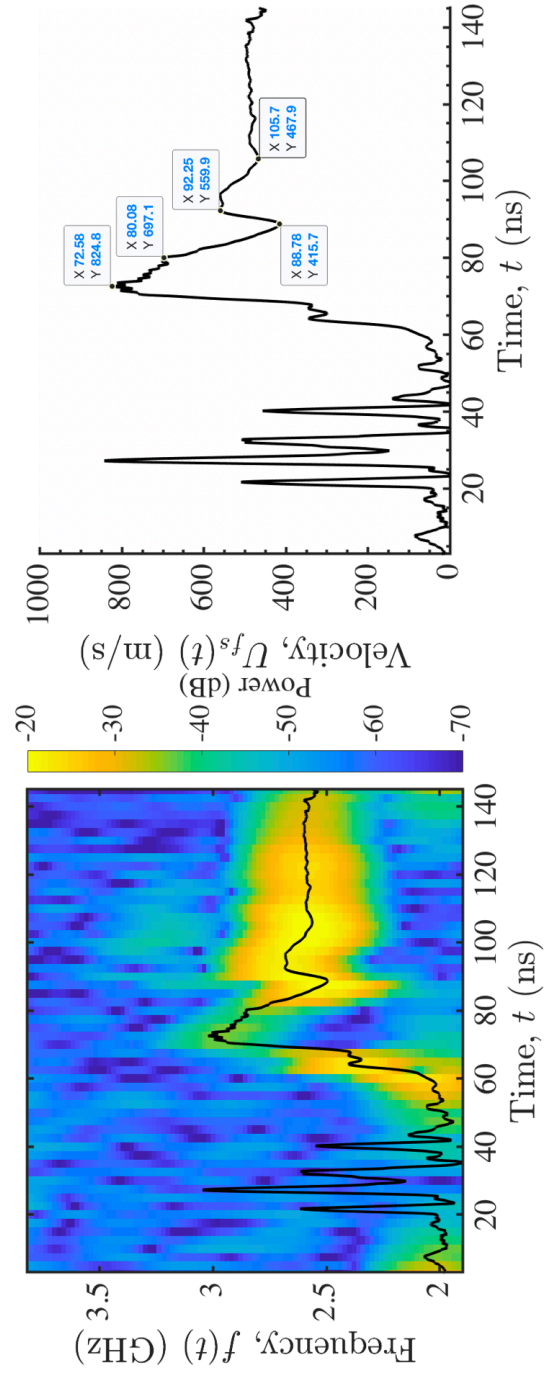 3.5
3
2.5
2
Frequency, f(t) (GHz)
20
40
60
80
100
120
140
Time, t (ns)
-20
-30
-40
-50
-60
-70
Power (dB)
1000
800
600
400
200
0
Velocity, U_{fs}(t) (m/s)
X 72.58
Y 824.8
X 80.08
Y 697.1
X 92.25
Y 559.9
X 88.78
Y 415.7
X 105.7
Y 467.9
20
40
60
80
100
120
140
Time, t (ns)